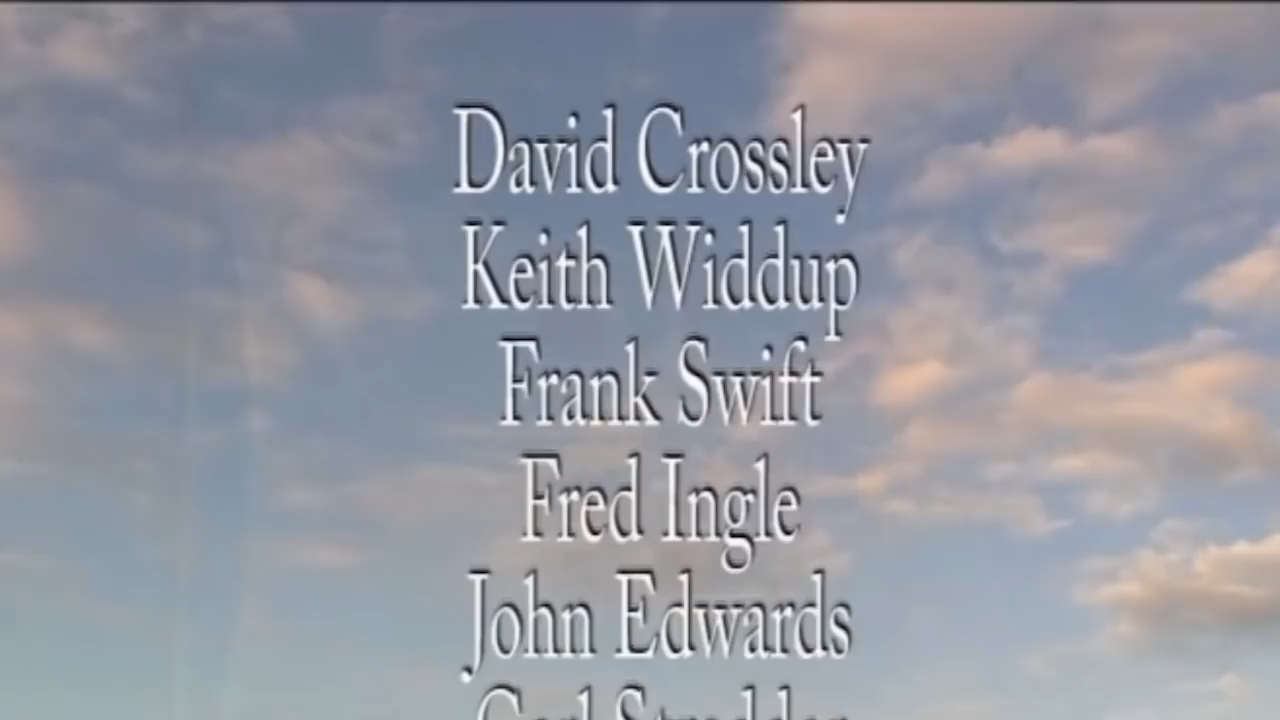 David Crossley
Keith Widdup
Frank Swift
Fred Ingle
John Edwards